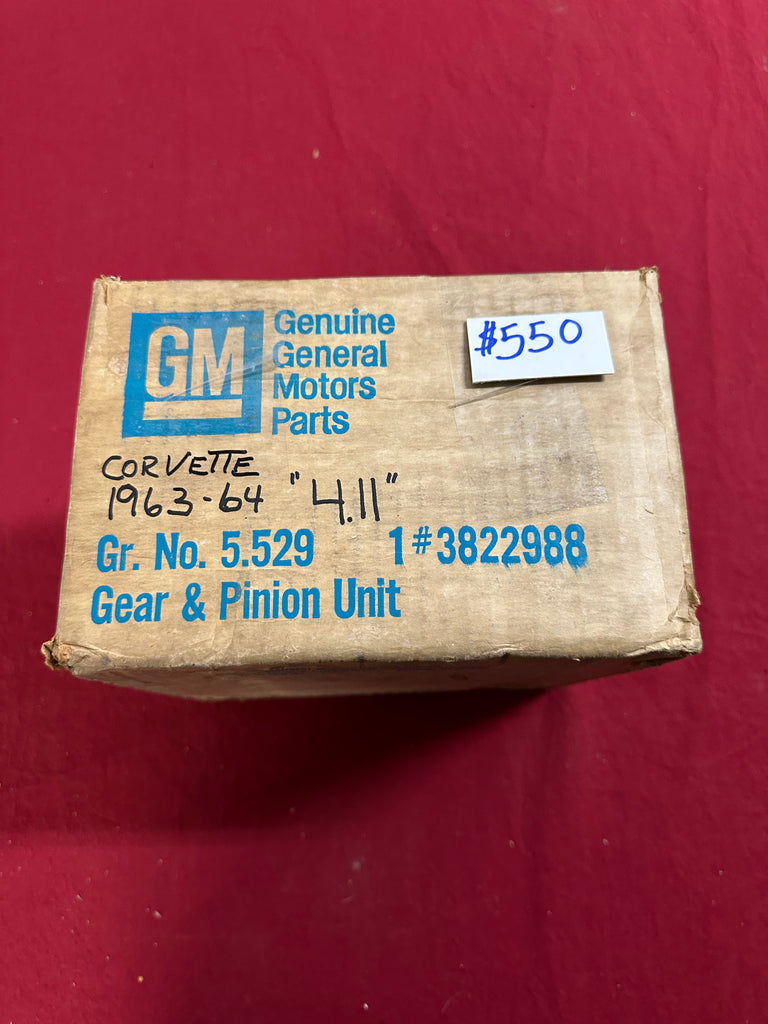 GM
Genuine
General
Motors
Parts
#550
CORVETTE
1963-64 "4.11"
Gr. No. 5.529 1#3822988
Gear & Pinion Unit